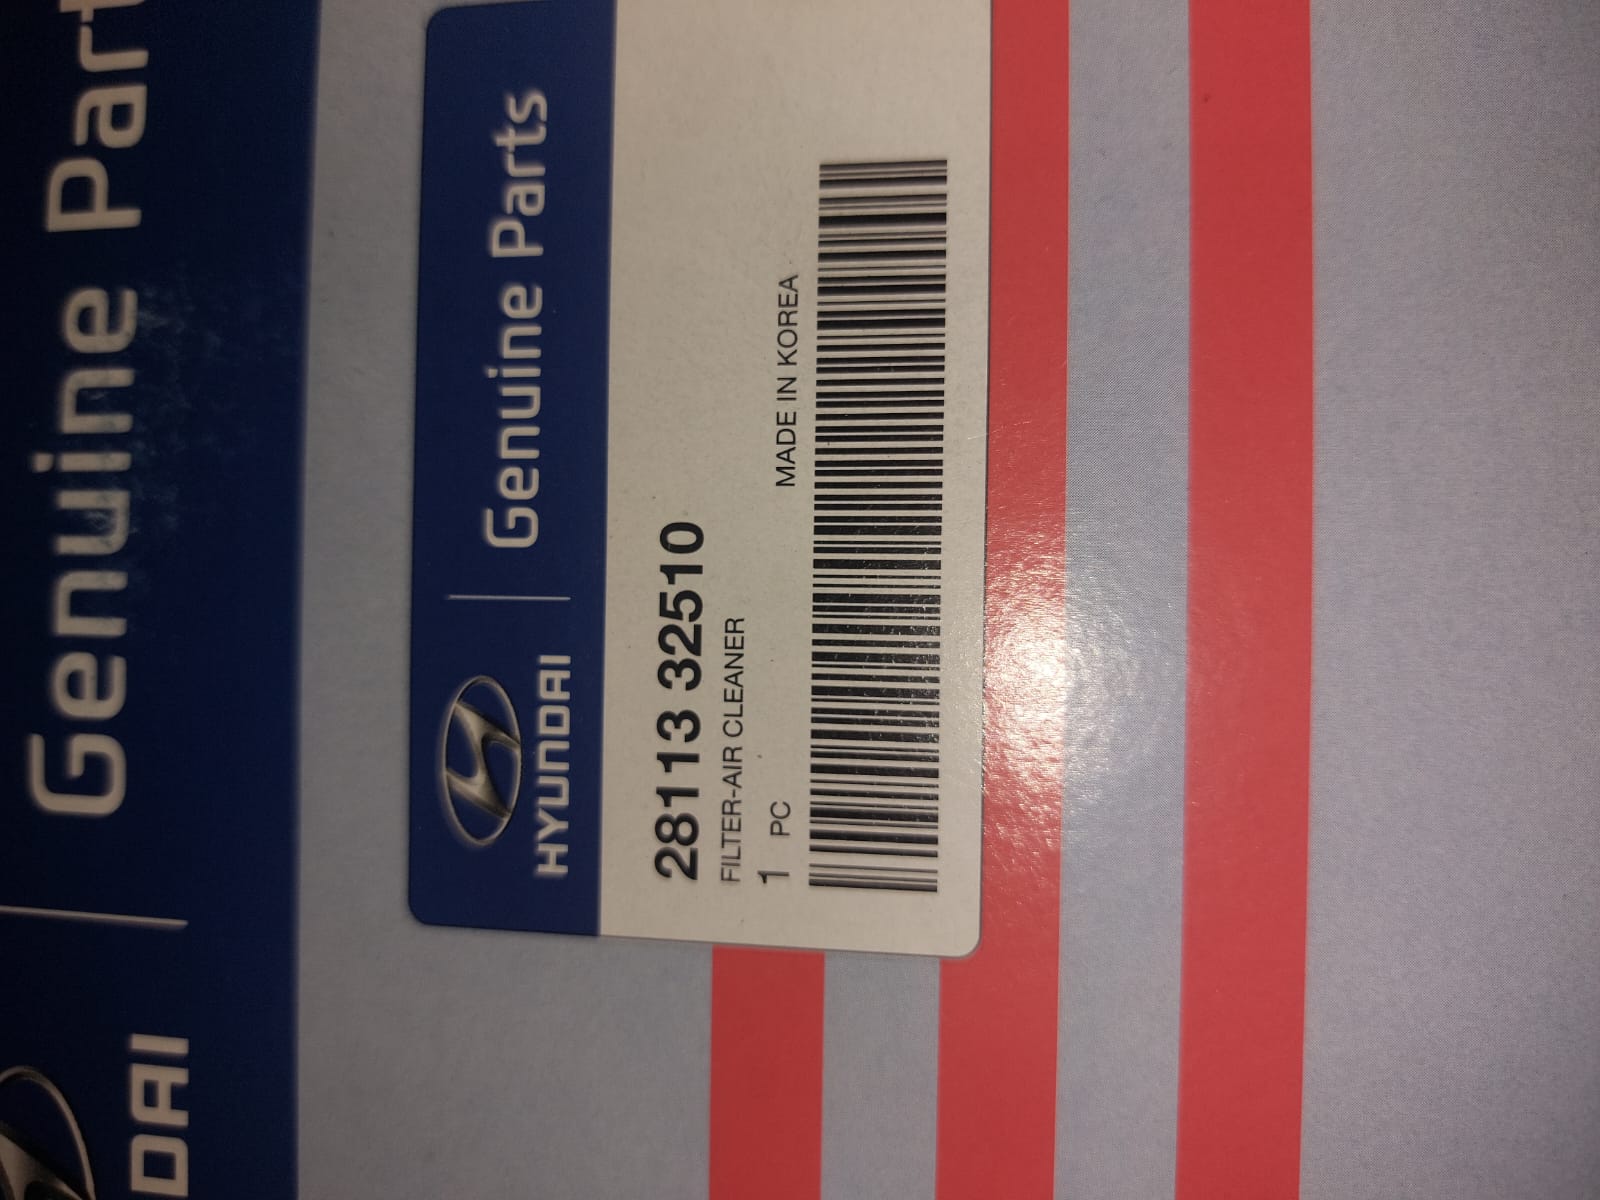 Genuine Part
DAI
HYUNDAI
Genuine Parts
28113 32510
FILTER-AIR CLEANER
1 PC
MADE IN KOREA